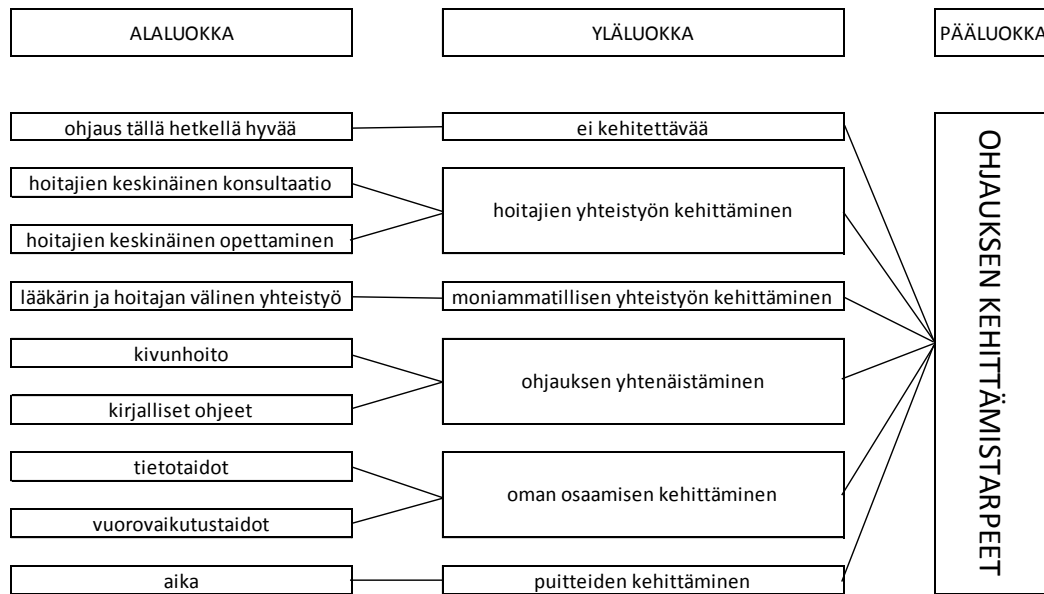 ALALUOKKA
YLÄLUOKKA
PÄÄLUOKKA
ohjaus tällä hetkellä hyvää
ei kehitettävää
hoitajien keskinäinen konsultaatio
hoitajien yhteistyön kehittäminen
hoitajien keskinäinen opettaminen
lääkärin ja hoitajan välinen yhteistyö
moniammatillisen yhteistyön kehittäminen
kivunhoito
ohjauksen yhtenäistäminen
kirjalliset ohjeet
tietotaidot
oman osaamisen kehittäminen
vuorovaikutustaidot
aika
puitteiden kehittäminen
OHJAUKSEN KEHITTÄMISTARPEET